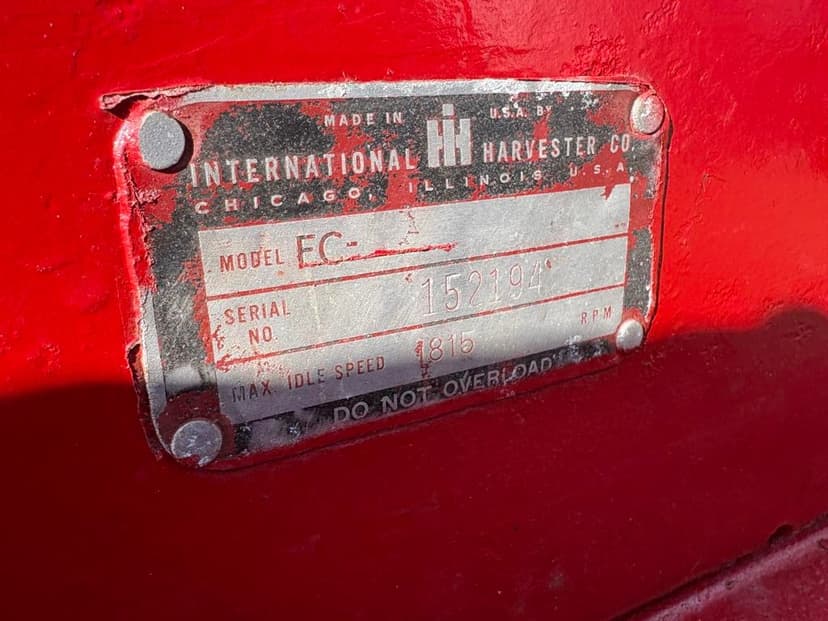 MADE IN IH U.S.A. BY
INTERNATIONAL HARVESTER CO.
CHICAGO, ILLINOIS, U.S.A.
MODEL FC- A
SERIAL NO. *152194*
MAX. IDLE SPEED 1815 RPM
DO NOT OVERLOAD